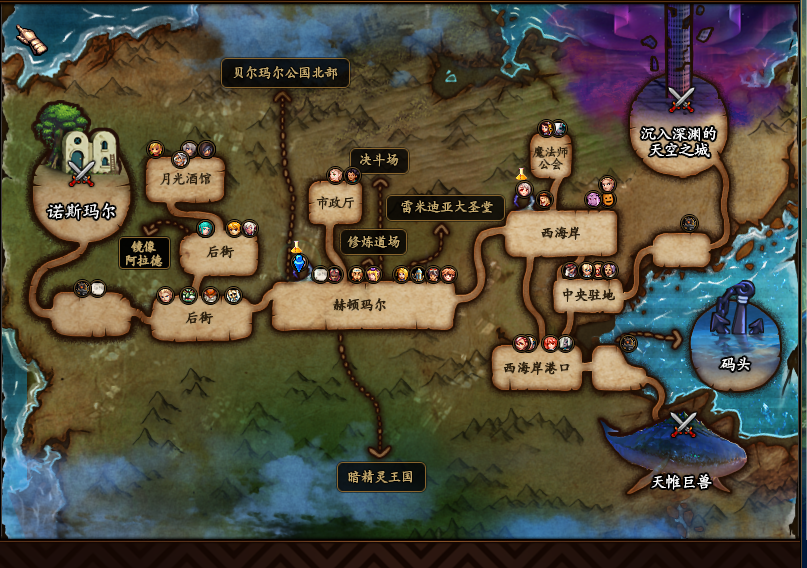 贝尔玛尔公国北部
沉入深渊的
天空之城
魔法师
公会
决斗场
月光酒馆
市政厅
雷米迪亚大圣堂
诺斯玛尔
西海岸
修炼道场
镜像
阿拉德
后街
中央驻地
赫顿玛尔
后街
西海岸港口
码头
暗精灵王国
天帷巨兽